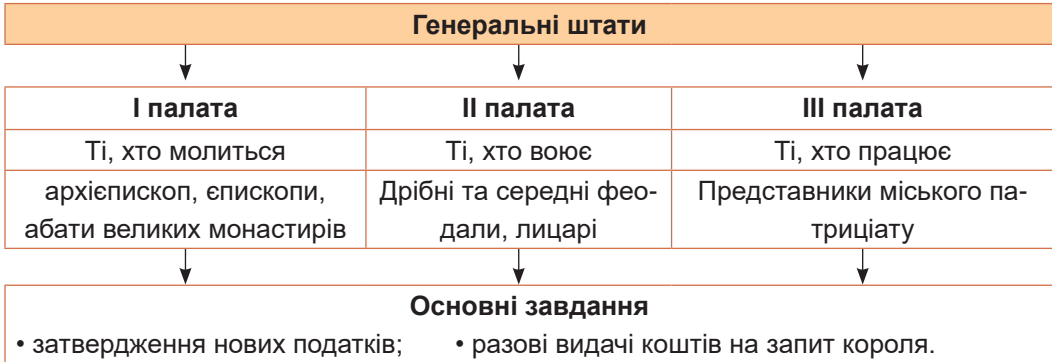 Генеральні штати
І палата
ІІ палата
ІІІ палата
Ті, хто молиться
Ті, хто воює
Ті, хто працює
архієпископ, єпископи,
абати великих монастирів
Дрібні та середні фео-
дали, лицарі
Представники міського па-
триціату
Основні завдання
• затвердження нових податків; • разові видачі коштів на запит короля.